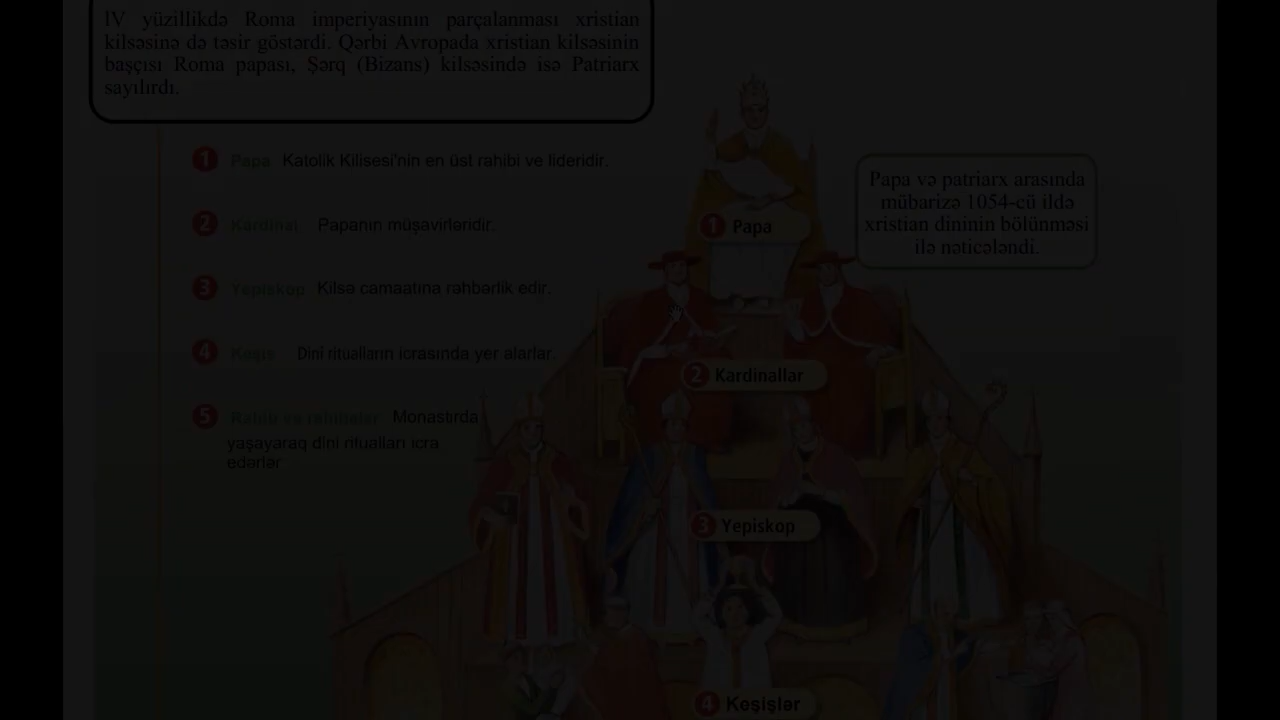 IV yüzillikdə Roma imperiyasının parçalanması xristian
kilsəsinə də təsir göstərdi. Qərbi Avropada xristian kilsəsinin
başçısı Roma papası, Şərq (Bizans) kilsəsində isə Patriarx
sayılırdı.
1 Papa Katolik Kilisesi'nin en üst rahibi ve lideridir.
2 Kardinal Papanın müşavirləridir.
3 Yepiskop Kilsə camaatına rəhbərlik edir.
4 Keşiş Dinî ritualların icrasında yer alarlar.
5 Rahib və rahibələr Monastırda
yaşayaraq dini ritualları icra
edərlər
Papa və patriarx arasında
mübarizə 1054-cü ildə
xristian dininin bölünməsi
ilə nəticələndi.
1 Papa
2 Kardinallar
3 Yepiskop
4 Keşişlər